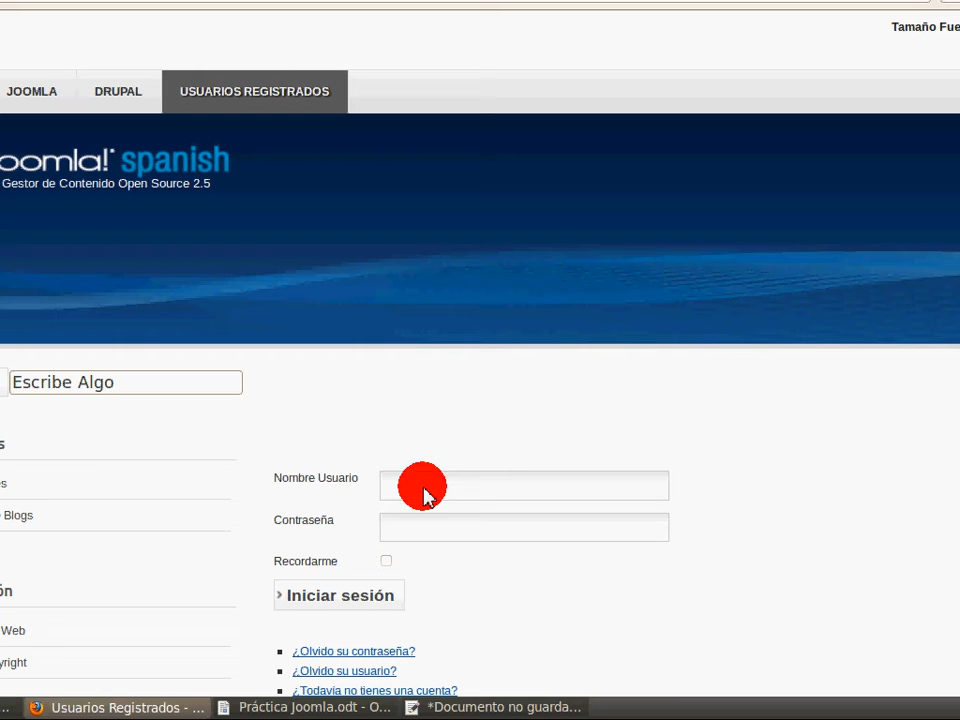 Tamaño Fue
JOOMLA DRUPAL USUARIOS REGISTRADOS
oomla! spanish
Gestor de Contenido Open Source 2.5
Escribe Algo
s
Nombre Usuario
s
Blogs
Contraseña
Recordarme
ón
› Iniciar sesión
Web
yright
¿Olvido su contraseña?
¿Olvido su usuario?
¿Todavía no tienes una cuenta?
... Usuarios Registrados - ... Práctica Joomla.odt - O... *Documento no guarda...